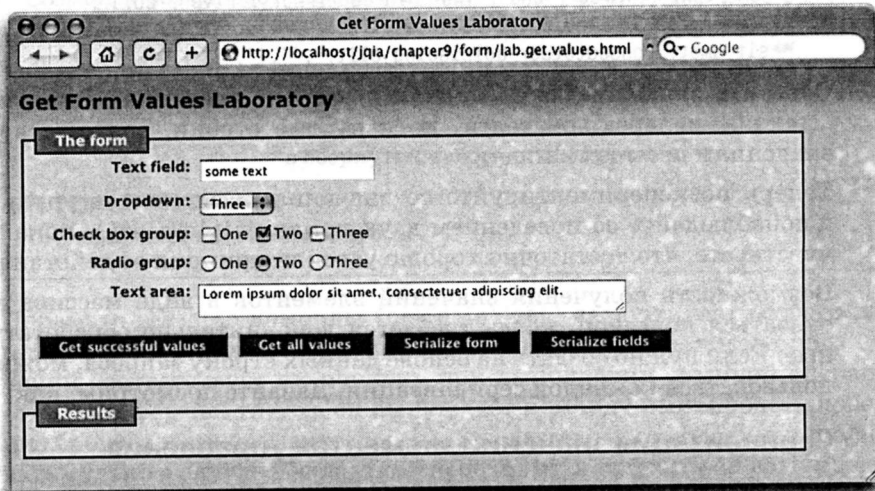 Get Form Values Laboratory
http://localhost/jqia/chapter9/form/lab.get.values.html
Google
Get Form Values Laboratory
The form
Text field: some text
Dropdown: Three
Check box group: One Two Three
Radio group: One Two Three
Text area: Lorem ipsum dolor sit amet, consectetuer adipiscing elit.
Get successful values Get all values Serialize form Serialize fields
Results